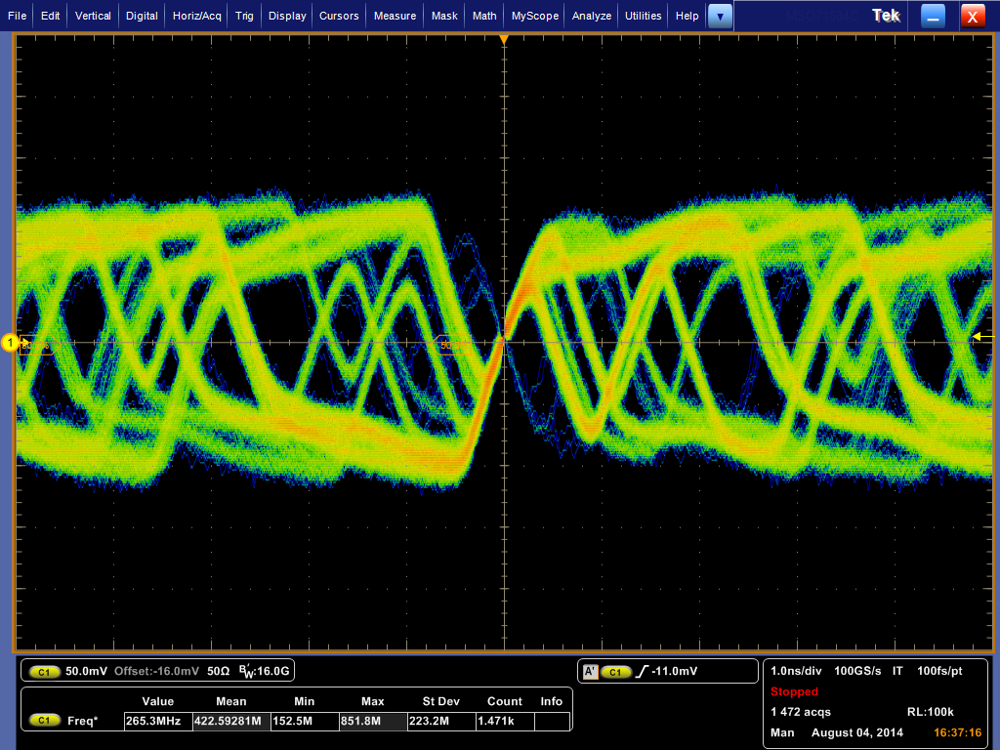 File Edit Vertical Digital Horiz/Acq Trig Display Cursors Measure Mask Math MyScope Analyze Utilities Help Tek X
1
C1 50.0mV Offset:-16.0mV 50Ω BW:16.0G
A' C1 -11.0mV
1.0ns/div 100GS/s IT 100fs/pt
Stopped
1 472 acqs RL:100k
Man August 04, 2014 16:37:16
Value Mean Min Max St Dev Count Info
C1 Freq* 265.3MHz 422.59281M 152.5M 851.8M 223.2M 1.471k